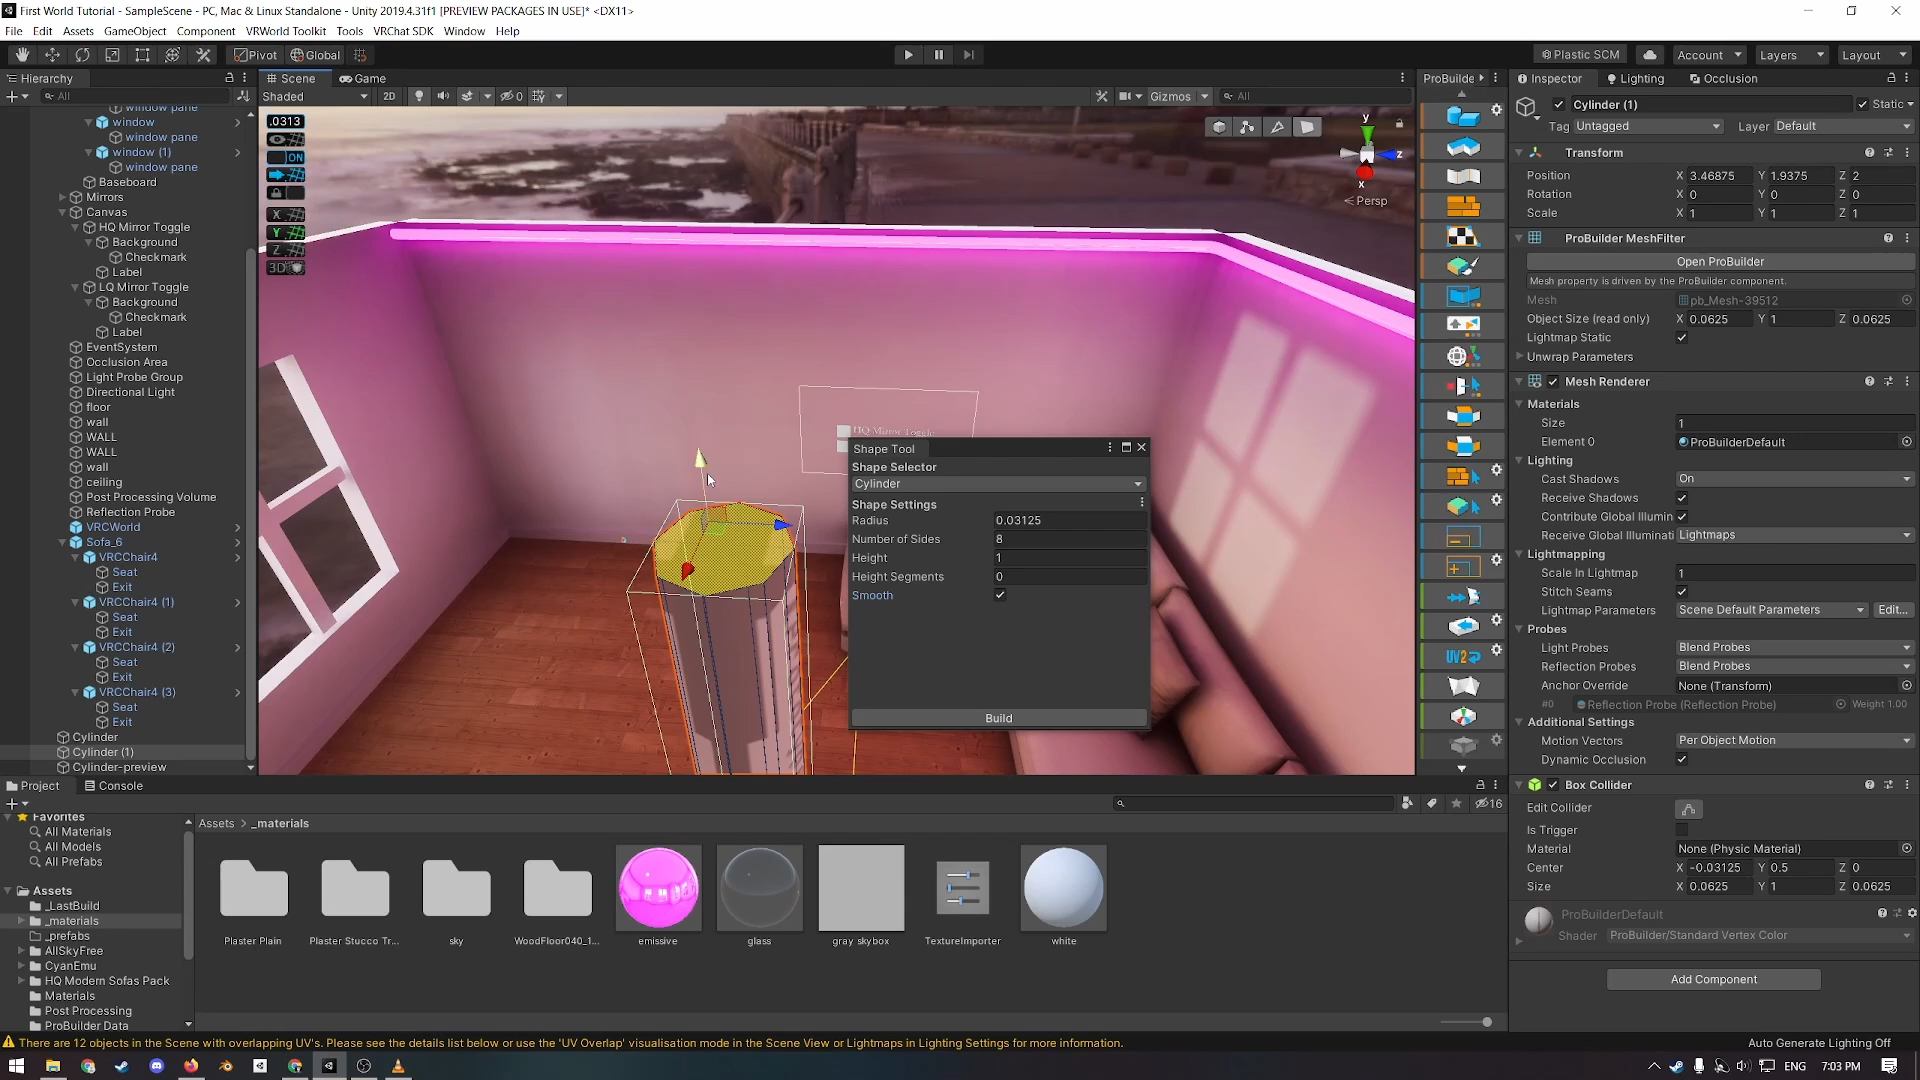 First World Tutorial - SampleScene - PC, Mac & Linux Standalone - Unity 2019.4.31f1 [PREVIEW PACKAGES IN USE]* <DX11>
File Edit Assets GameObject Component VRWorld Toolkit Tools VRChat SDK Window Help
Pivot Global Plastic SCM Account Layers Layout
Hierarchy Scene Game ProBuilde Inspector Lighting Occlusion
All Shaded 2D 0 Gizmos All
window pane
window
window pane
window (1)
window pane
Baseboard
Mirrors
Canvas
HQ Mirror Toggle
Background
Checkmark
Label
LQ Mirror Toggle
Background
Checkmark
Label
EventSystem
Occlusion Area
Light Probe Group
Directional Light
floor
wall
WALL
WALL
wall
ceiling
Post Processing Volume
Reflection Probe
VRCWorld
Sofa_6
VRCChair4
Seat
Exit
VRCChair4 (1)
Seat
Exit
VRCChair4 (2)
Seat
Exit
VRCChair4 (3)
Seat
Exit
Cylinder
Cylinder (1)
Cylinder-preview
.0313
ON
X
Y
Z
3D
y
z
x
Persp
HQ Mirror Toggle
Shape Tool
Shape Selector
Cylinder
Shape Settings
Radius 0.03125
Number of Sides 8
Height 1
Height Segments 0
Smooth
Build
UV2
Cylinder (1) Static
Tag Untagged Layer Default
Transform
Position X 3.46875 Y 1.9375 Z 2
Rotation X 0 Y 0 Z 0
Scale X 1 Y 1 Z 1
ProBuilder MeshFilter
Open ProBuilder
Mesh property is driven by the ProBuilder component.
Mesh pb_Mesh-39512
Object Size (read only) X 0.0625 Y 1 Z 0.0625
Lightmap Static
Unwrap Parameters
Mesh Renderer
Materials
Size 1
Element 0 ProBuilderDefault
Lighting
Cast Shadows On
Receive Shadows
Contribute Global Illumin
Receive Global Illuminati Lightmaps
Lightmapping
Scale In Lightmap 1
Stitch Seams
Lightmap Parameters Scene Default Parameters Edit...
Probes
Light Probes Blend Probes
Reflection Probes Blend Probes
Anchor Override None (Transform)
#0 Reflection Probe (Reflection Probe) Weight 1.00
Additional Settings
Motion Vectors Per Object Motion
Dynamic Occlusion
Box Collider
Edit Collider
Is Trigger
Material None (Physic Material)
Center X -0.03125 Y 0.5 Z 0
Size X 0.0625 Y 1 Z 0.0625
ProBuilderDefault
Shader ProBuilder/Standard Vertex Color
Add Component
Project Console
16
Favorites
All Materials
All Models
All Prefabs
Assets
_LastBuild
_materials
_prefabs
AllSkyFree
CyanEmu
HQ Modern Sofas Pack
Materials
Post Processing
ProBuilder Data
Assets > _materials
Plaster Plain Plaster Stucco Tr... sky WoodFloor040_1... emissive glass gray skybox TextureImporter white
There are 12 objects in the Scene with overlapping UV's. Please see the details list below or use the 'UV Overlap' visualisation mode in the Scene View or Lightmaps in Lighting Settings for more information. Auto Generate Lighting Off
ENG 7:03 PM